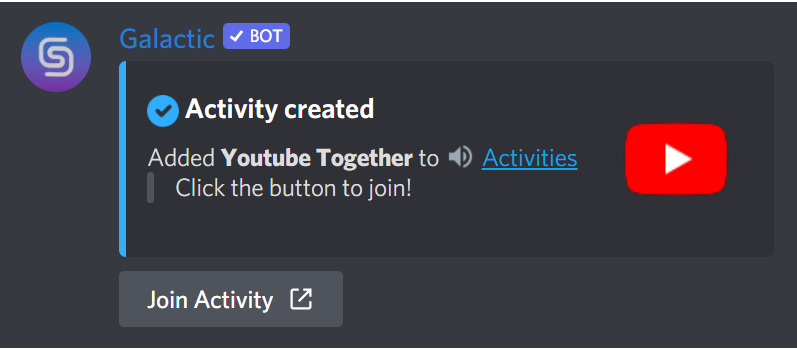 Galactic BOT
Activity created
Added Youtube Together to Activities
Click the button to join!
Join Activity